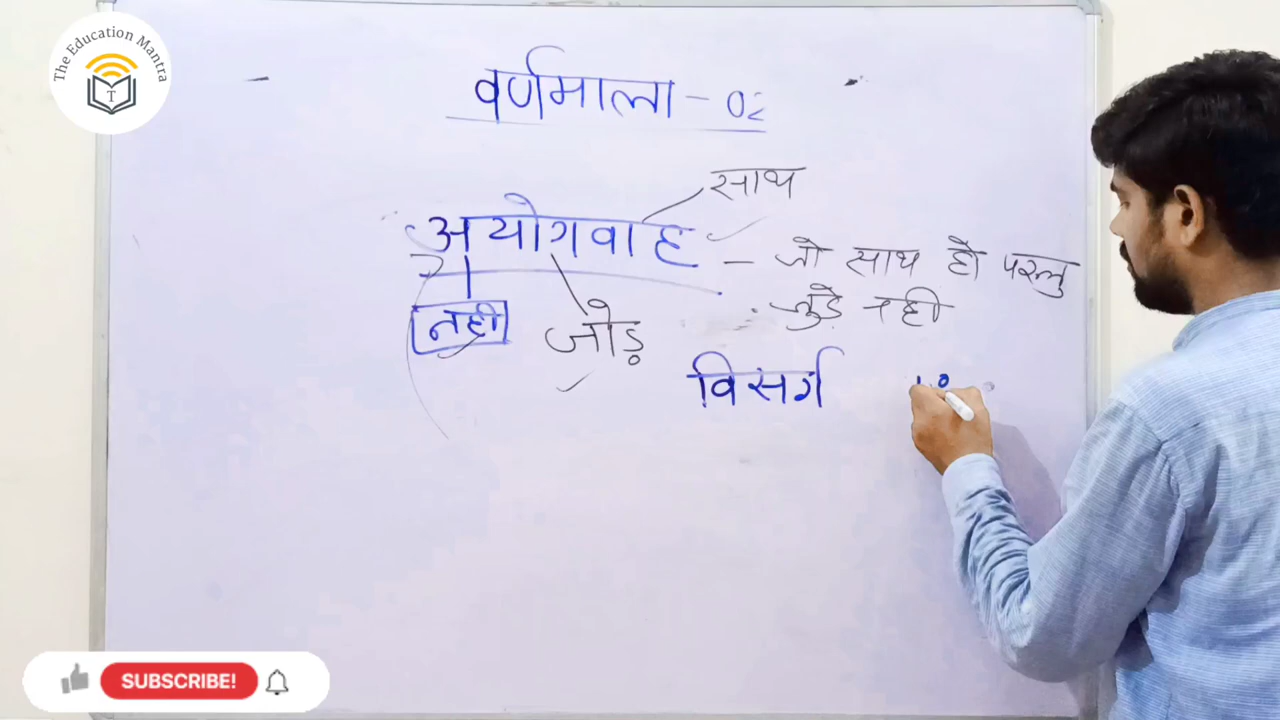 The Education Mantra
T
वर्णमाला - 02
साथ
अयोगवाह - जो साथ हो परन्तु
जुड़े नही
नही
जोड़
विसर्ग
SUBSCRIBE!